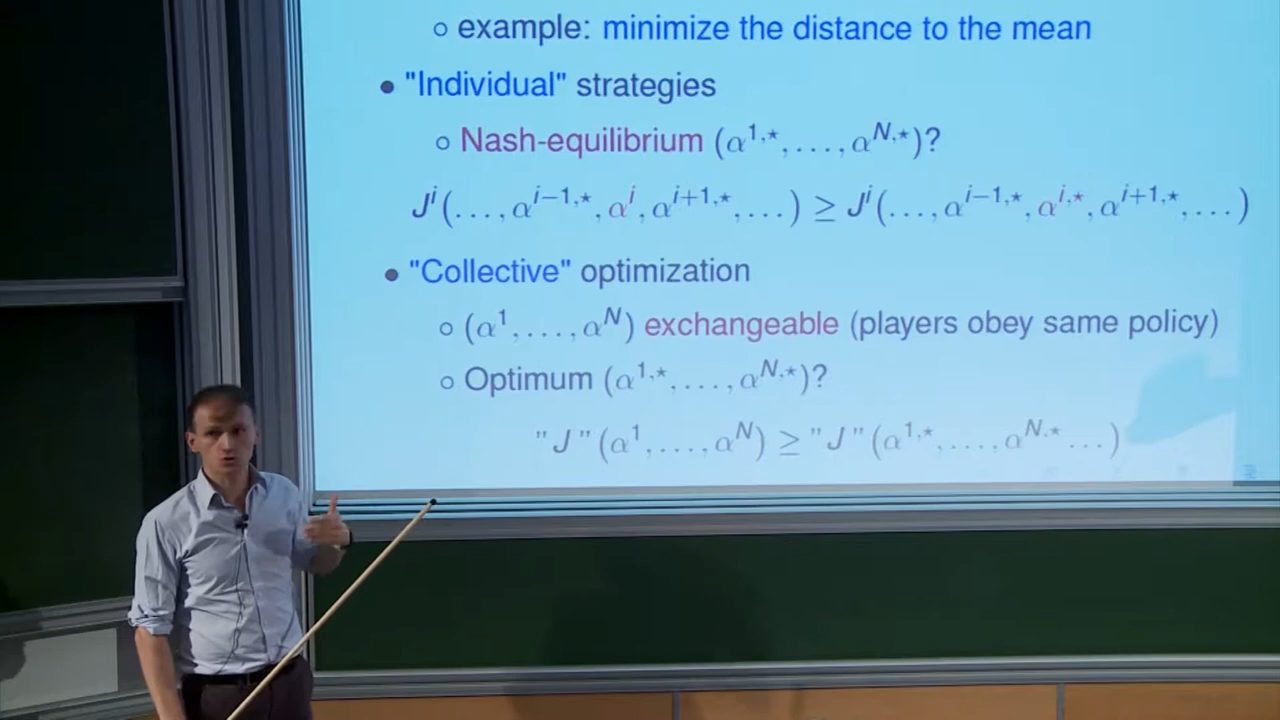 ○ example: minimize the distance to the mean
● "Individual" strategies
○ Nash-equilibrium (α^{1,⋆}, . . . , α^{N,⋆})?
J^i(. . . , α^{i−1,⋆}, α^i, α^{i+1,⋆}, . . . ) ≥ J^i(. . . , α^{i−1,⋆}, α^{i,⋆}, α^{i+1,⋆}, . . . )
● "Collective" optimization
○ (α^1, . . . , α^N) exchangeable (players obey same policy)
○ Optimum (α^{1,⋆}, . . . , α^{N,⋆})?
"J"(α^1, . . . , α^N) ≥ "J"(α^{1,⋆}, . . . , α^{N,⋆} . . . )